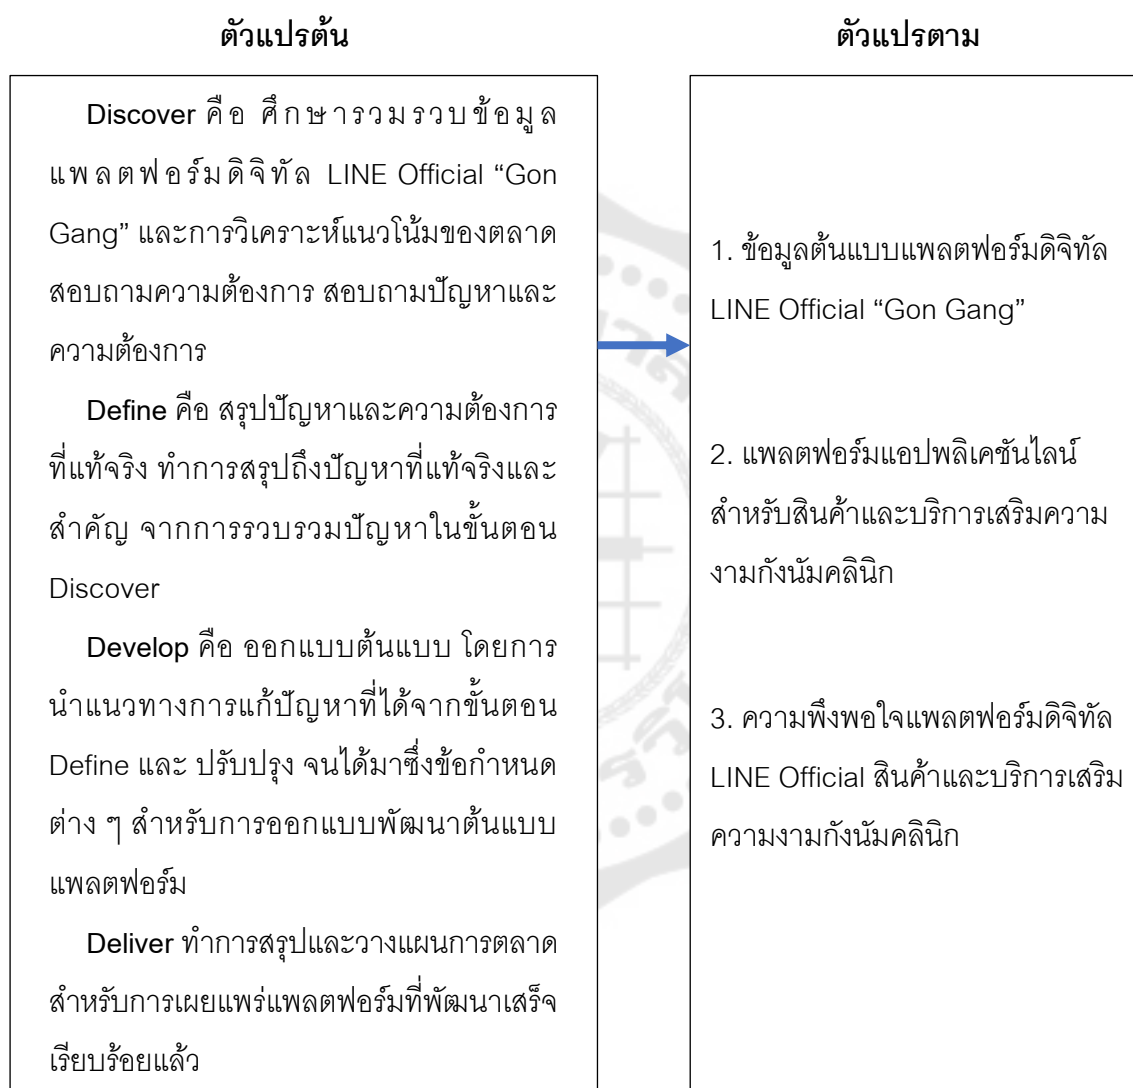 ตัวแปรต้น
ตัวแปรตาม
Discover คือ ศึกษารวมรวบข้อมูล
แพลตฟอร์มดิจิทัล LINE Official “Gon
Gang” และการวิเคราะห์แนวโน้มของตลาด
สอบถามความต้องการ สอบถามปัญหาและ
ความต้องการ
Define คือ สรุปปัญหาและความต้องการ
ที่แท้จริง ทำการสรุปถึงปัญหาที่แท้จริงและ
สำคัญ จากการรวบรวมปัญหาในขั้นตอน
Discover
Develop คือ ออกแบบต้นแบบ โดยการ
นำแนวทางการแก้ปัญหาที่ได้จากขั้นตอน
Define และ ปรับปรุง จนได้มาซึ่งข้อกำหนด
ต่าง ๆ สำหรับการออกแบบพัฒนาต้นแบบ
แพลตฟอร์ม
Deliver ทำการสรุปและวางแผนการตลาด
สำหรับการเผยแพร่แพลตฟอร์มที่พัฒนาเสร็จ
เรียบร้อยแล้ว
1. ข้อมูลต้นแบบแพลตฟอร์มดิจิทัล
LINE Official “Gon Gang”
2. แพลตฟอร์มแอปพลิเคชันไลน์
สำหรับสินค้าและบริการเสริมความ
งามกังนัมคลินิก
3. ความพึงพอใจแพลตฟอร์มดิจิทัล
LINE Official สินค้าและบริการเสริม
ความงามกังนัมคลินิก